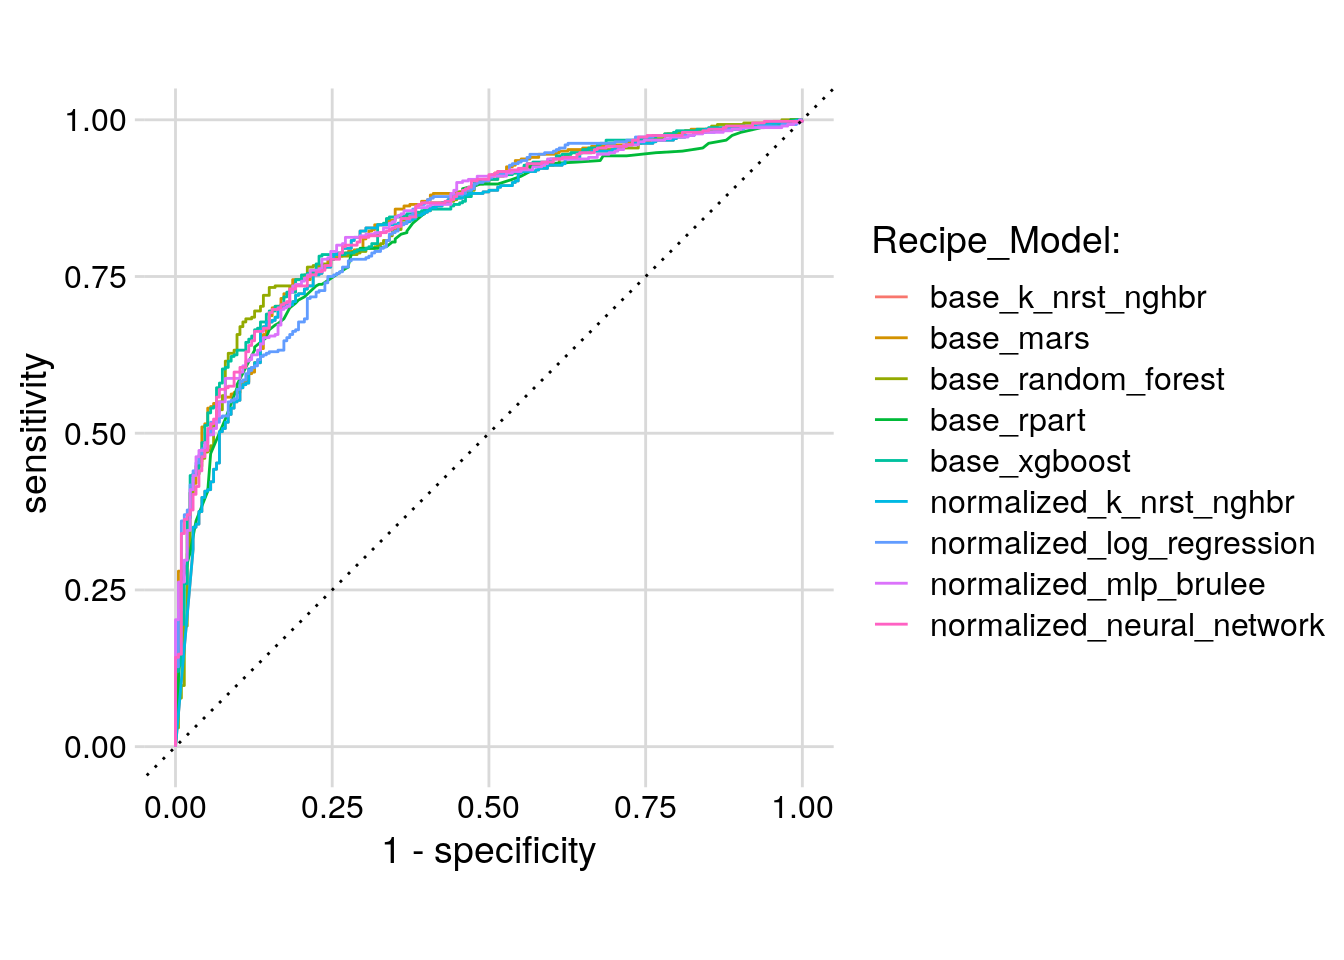 1.00
0.75
0.50
0.25
0.00
sensitivity
0.00 0.25 0.50 0.75 1.00
1 - specificity
Recipe_Model:
base_k_nrst_nghbr
base_mars
base_random_forest
base_rpart
base_xgboost
normalized_k_nrst_nghbr
normalized_log_regression
normalized_mlp_brulee
normalized_neural_network